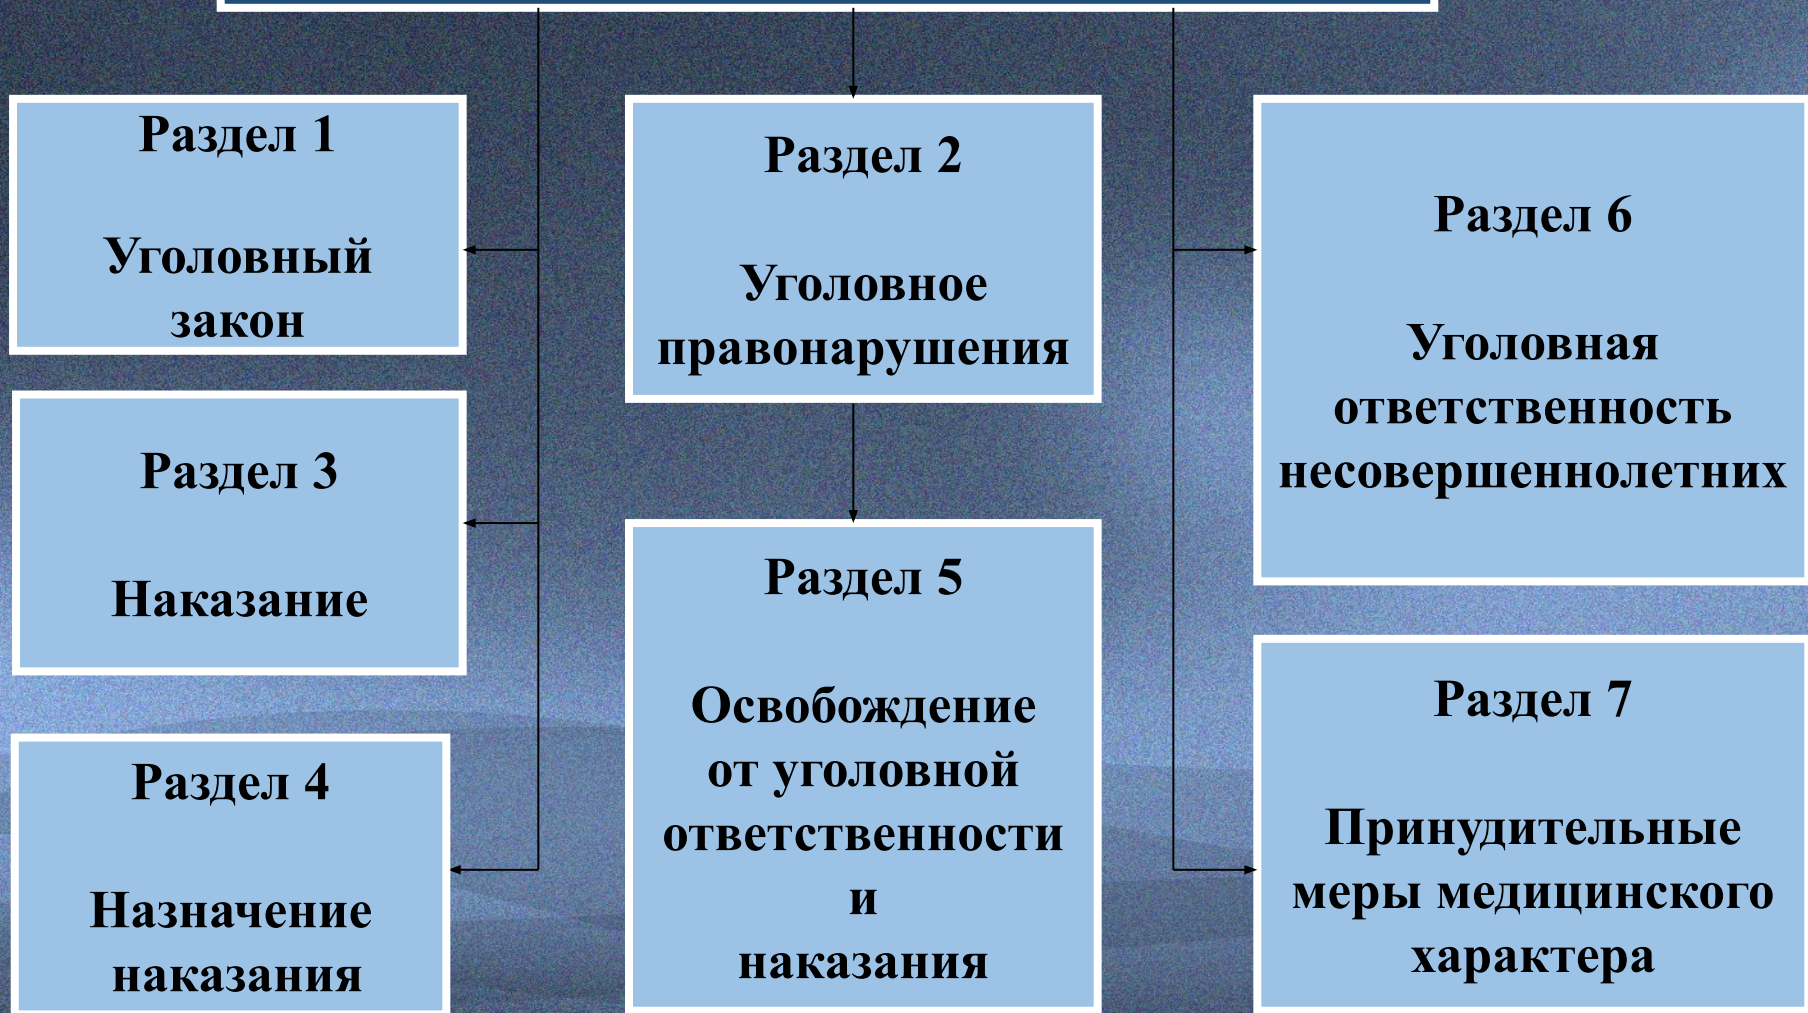 Раздел 1
Уголовный
закон
Раздел 2
Уголовное
правонарушения
Раздел 6
Уголовная
ответственность
несовершеннолетних
Раздел 3
Наказание
Раздел 5
Освобождение
от уголовной
ответственности
и
наказания
Раздел 4
Назначение
наказания
Раздел 7
Принудительные
меры медицинского
характера